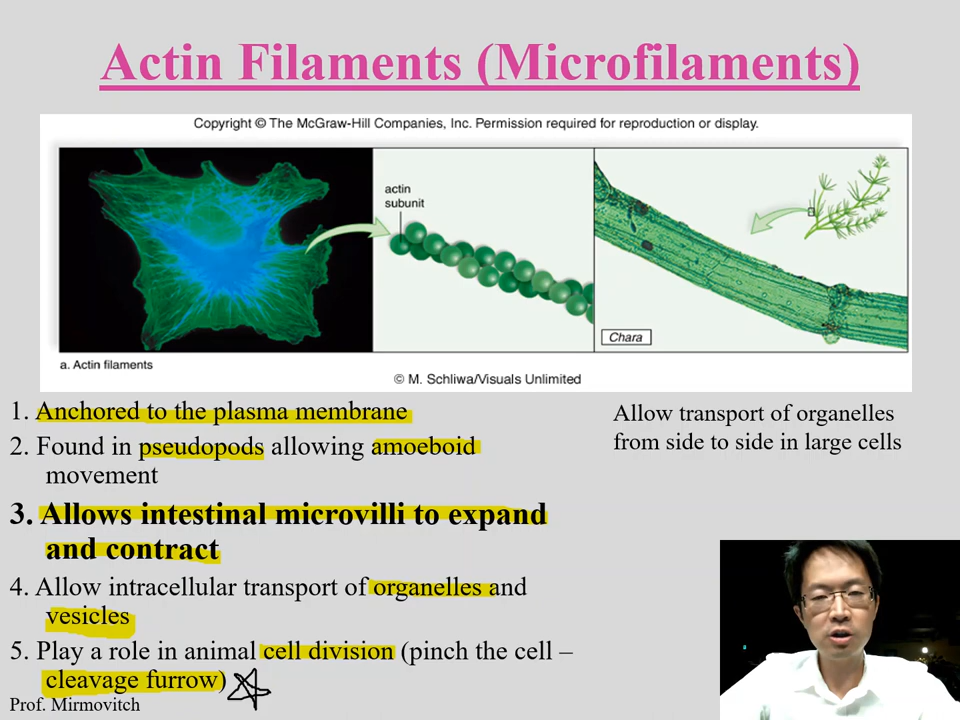 Actin Filaments (Microfilaments)
Copyright © The McGraw-Hill Companies, Inc. Permission required for reproduction or display.
actin
subunit
Chara
a. Actin filaments
© M. Schliwa/Visuals Unlimited
1. Anchored to the plasma membrane
2. Found in pseudopods allowing amoeboid
movement
3. Allows intestinal microvilli to expand
and contract
4. Allow intracellular transport of organelles and
vesicles
5. Play a role in animal cell division (pinch the cell –
cleavage furrow)
Prof. Mirmovitch
Allow transport of organelles
from side to side in large cells